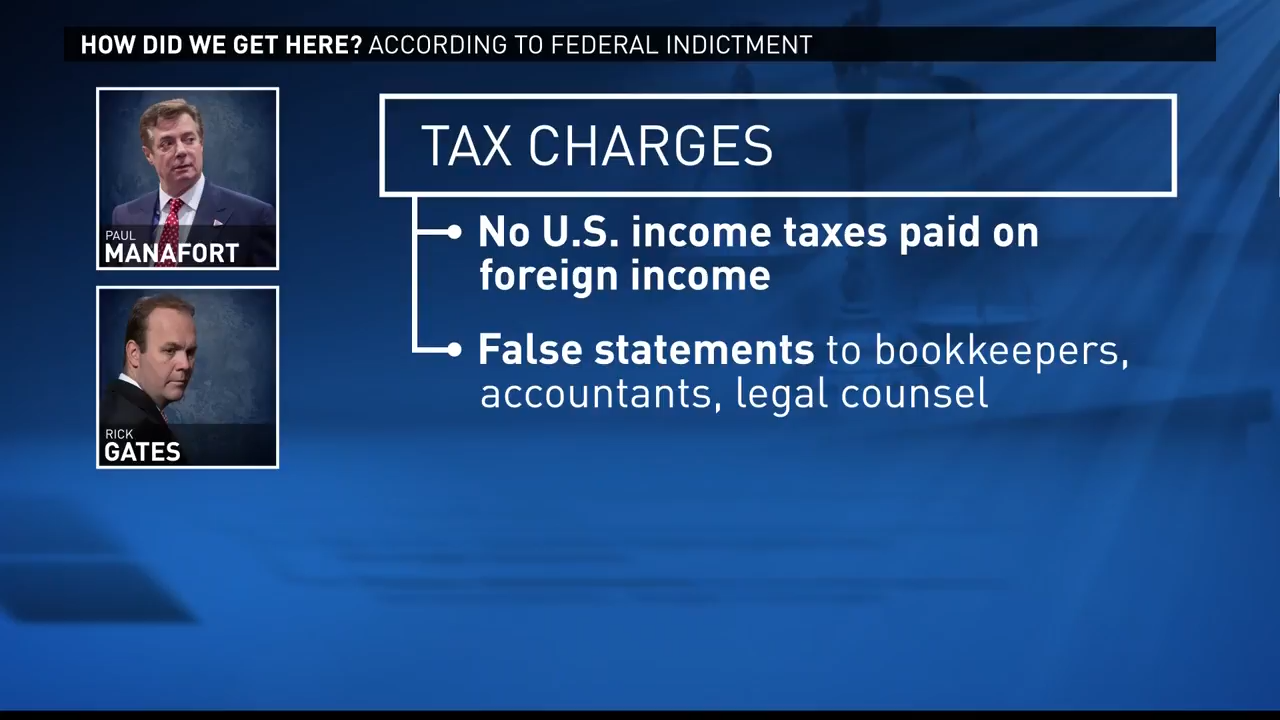 HOW DID WE GET HERE? ACCORDING TO FEDERAL INDICTMENT
PAUL
MANAFORT
RICK
GATES
TAX CHARGES
No U.S. income taxes paid on
foreign income
False statements to bookkeepers,
accountants, legal counsel